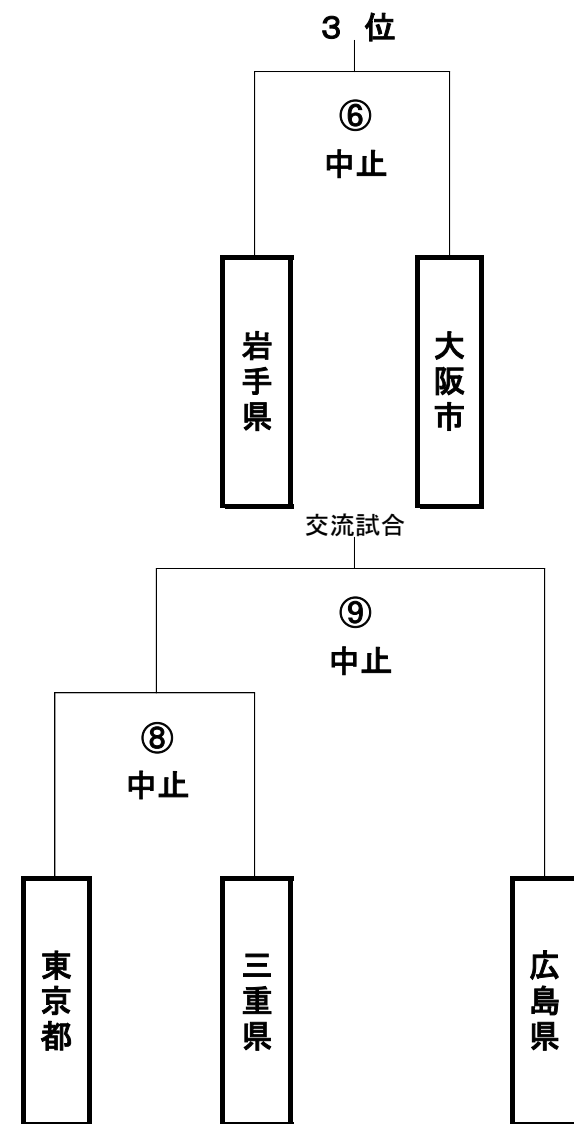 ３ 位
⑥
中止
岩手県
大阪市
交流試合
⑨
中止
⑧
中止
東京都
三重県
広島県